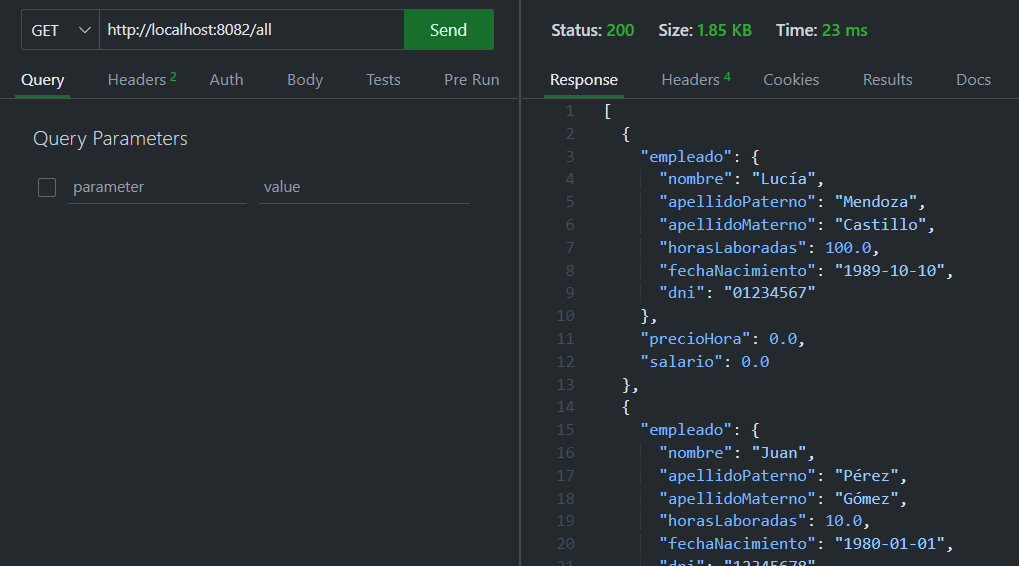 GET http://localhost:8082/all Send
Query Headers 2 Auth Body Tests Pre Run
Query Parameters
parameter value
Status: 200 Size: 1.85 KB Time: 23 ms
Response Headers 4 Cookies Results Docs
1 [
2 {
3 "empleado": {
4 "nombre": "Lucía",
5 "apellidoPaterno": "Mendoza",
6 "apellidoMaterno": "Castillo",
7 "horasLaboradas": 100.0,
8 "fechaNacimiento": "1989-10-10",
9 "dni": "01234567"
10 },
11 "precioHora": 0.0,
12 "salario": 0.0
13 },
14 {
15 "empleado": {
16 "nombre": "Juan",
17 "apellidoPaterno": "Pérez",
18 "apellidoMaterno": "Gómez",
19 "horasLaboradas": 10.0,
20 "fechaNacimiento": "1980-01-01",
21 "dni": "12345678"